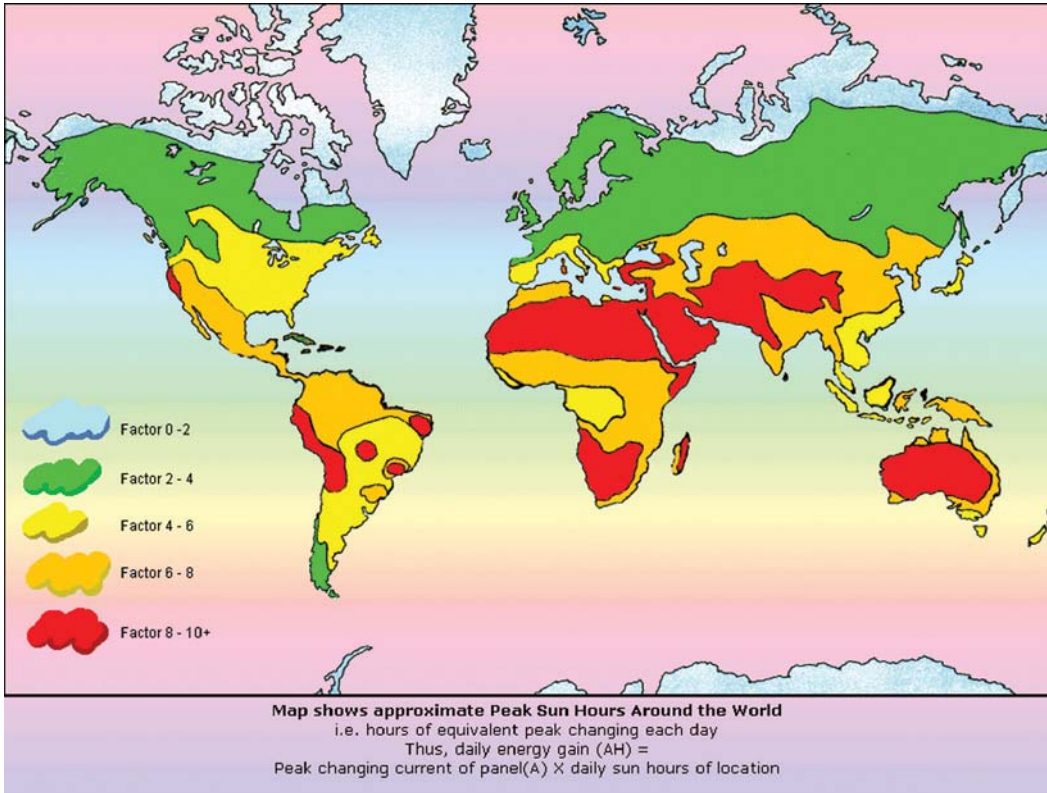 Factor 0 -2
Factor 2 - 4
Factor 4 - 6
Factor 6 - 8
Factor 8 - 10+
Map shows approximate Peak Sun Hours Around the World
i.e. hours of equivalent peak changing each day
Thus, daily energy gain (AH) =
Peak changing current of panel(A) X daily sun hours of location